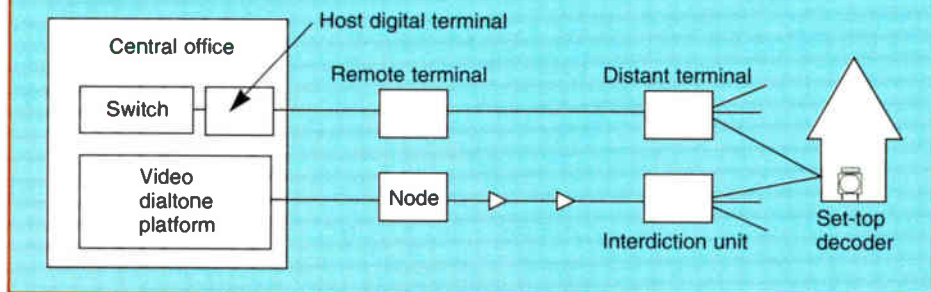 Host digital terminal
Central office
Remote terminal
Distant terminal
Switch
Video
dialtone
platform
Node
Interdiction unit
Set-top
decoder